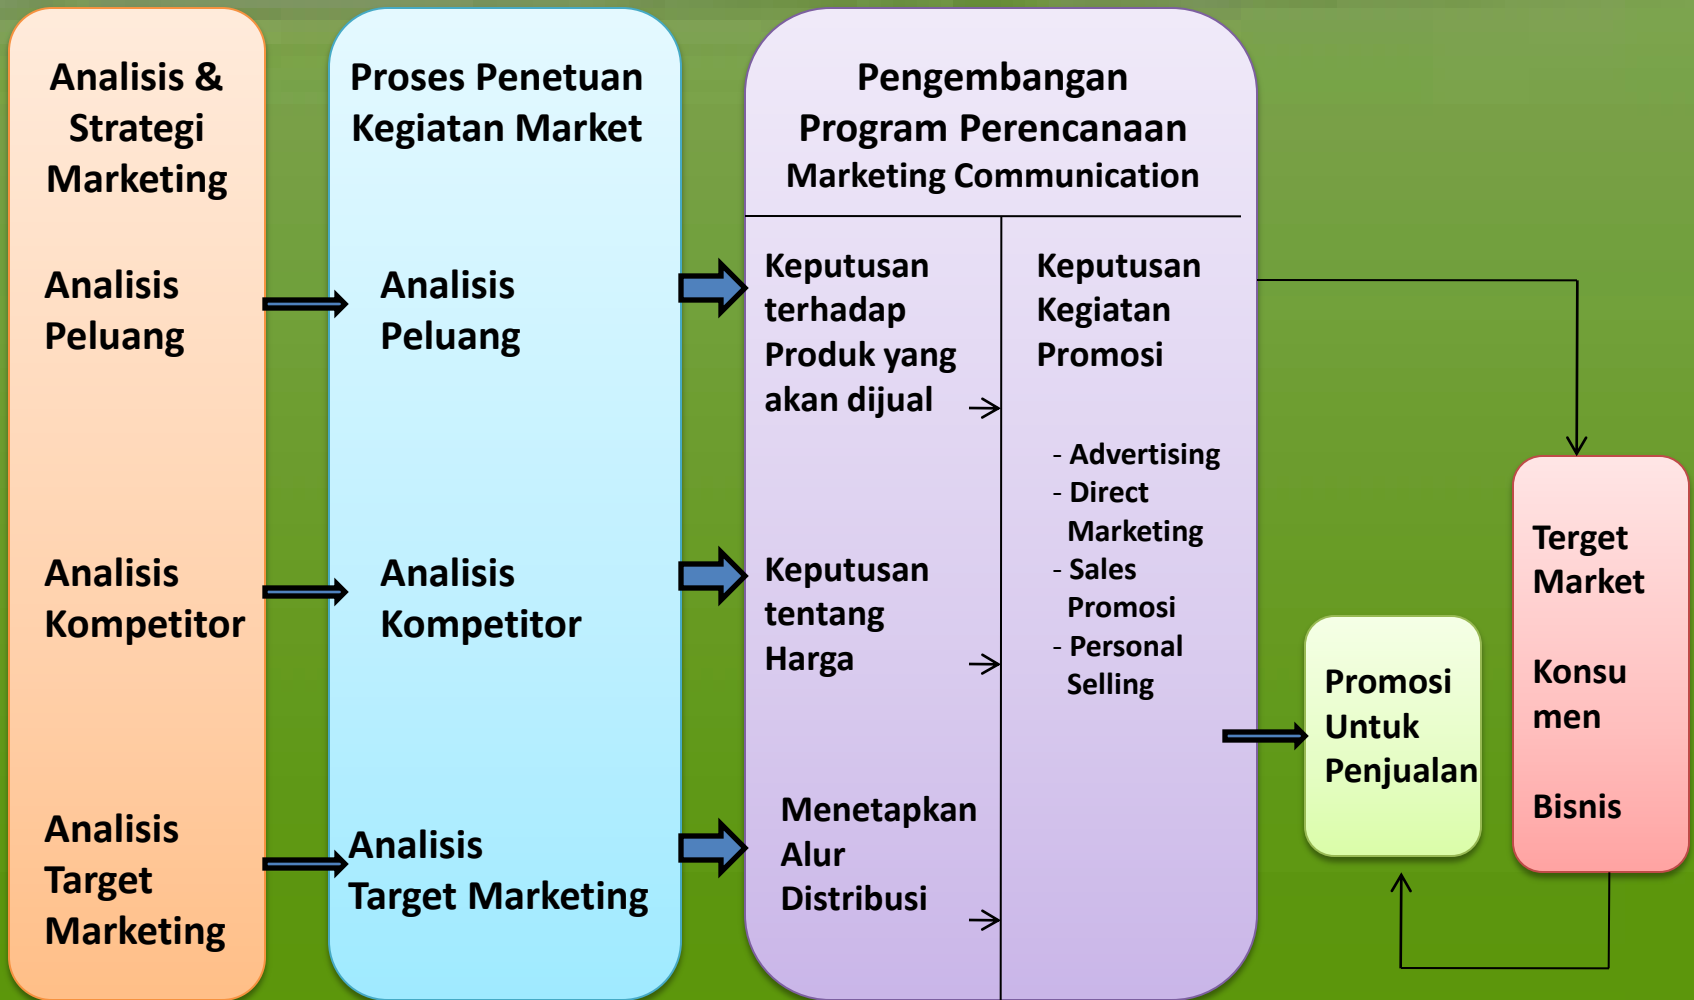 Analisis &
Strategi
Marketing
Analisis
Peluang
Analisis
Kompetitor
Analisis
Target
Marketing
Proses Penetuan
Kegiatan Market
Analisis
Peluang
Analisis
Kompetitor
Analisis
Target Marketing
Pengembangan
Program Perencanaan
Marketing Communication
Keputusan
terhadap
Produk yang
akan dijual
Keputusan
tentang
Harga
Menetapkan
Alur
Distribusi
Keputusan
Kegiatan
Promosi
- Advertising
- Direct
Marketing
- Sales
Promosi
- Personal
Selling
Promosi
Untuk
Penjualan
Terget
Market
Konsu
men
Bisnis